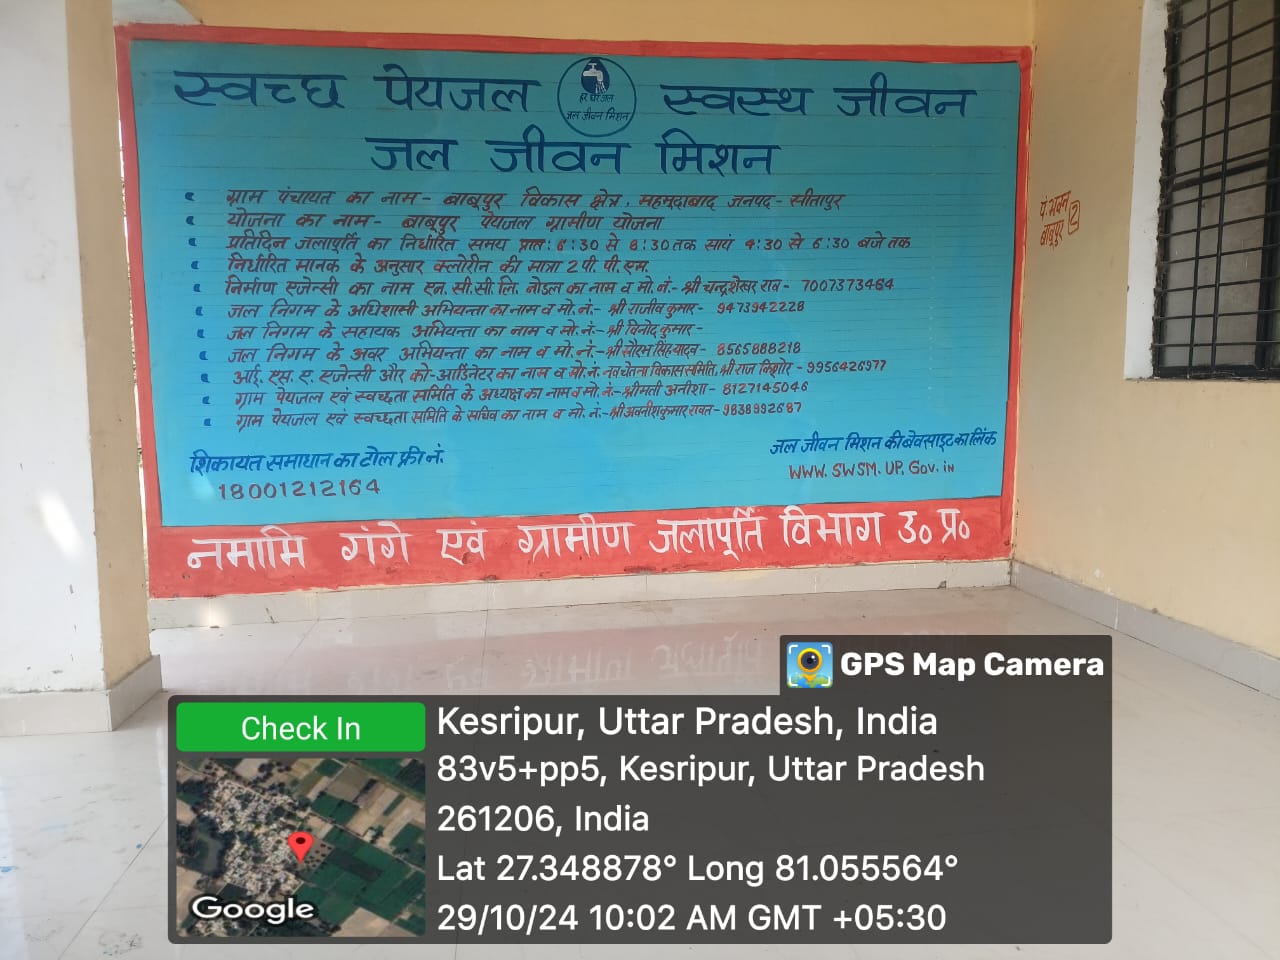 स्वच्छ पेयजल
हर घर जल
जल जीवन मिशन
स्वस्थ जीवन
जल जीवन मिशन
ग्राम पंचायत का नाम- बाबूपुर विकास क्षेत्र, महमूदाबाद जनपद- सीतापुर
योजना का नाम- बाबूपुर पेयजल ग्रामीण योजना
प्रतिदिन जलापूर्ति का निर्धारित समय प्रात: 6:30 से 8:30 तक सायं 4:30 से 6:30 बजे तक
निर्धारित मानक के अनुसार क्लोरीन की मात्रा 2 पी. पी. एम.
निर्माण एजेन्सी का नाम एन. सी. सी. लि. नोडल का नाम व मो. नं.- श्री चन्द्रशेखर राव- 7007373464
जल निगम के अधिशासी अभियन्ता का नाम व मो. नं.- श्री राजीव कुमार- 9473942228
जल निगम के सहायक अभियन्ता का नाम व मो. नं.- श्री विनोद कुमार-
जल निगम के अवर अभियन्ता का नाम व मो. नं.- श्री सौरभ सिंह यादव- 8565888218
आई. एस. ए. एजेन्सी और को-आर्डिनेटर का नाम व मो. नं. नव चेतना विकास समिति, श्री राज किशोर- 9956426977
ग्राम पेयजल एवं स्वच्छता समिति के अध्यक्ष का नाम व मो. नं.- श्रीमती अनीशा- 8127145046
ग्राम पेयजल एवं स्वच्छता समिति के सचिव का नाम व मो. नं.- श्री अवनीश कुमार रावत- 9838992687
शिकायत समाधान का टोल फ्री नं.
18001212164
जल जीवन मिशन की बेवसाइट का लिंक
WWW. SWSM. UP. Gov. in
नमामि गंगे एवं ग्रामीण जलापूर्ति विभाग उ० प्र०
पं. भवन
बाबूपुर
2
GPS Map Camera
Check In
Google
Kesripur, Uttar Pradesh, India
83v5+pp5, Kesripur, Uttar Pradesh
261206, India
Lat 27.348878° Long 81.055564°
29/10/24 10:02 AM GMT +05:30